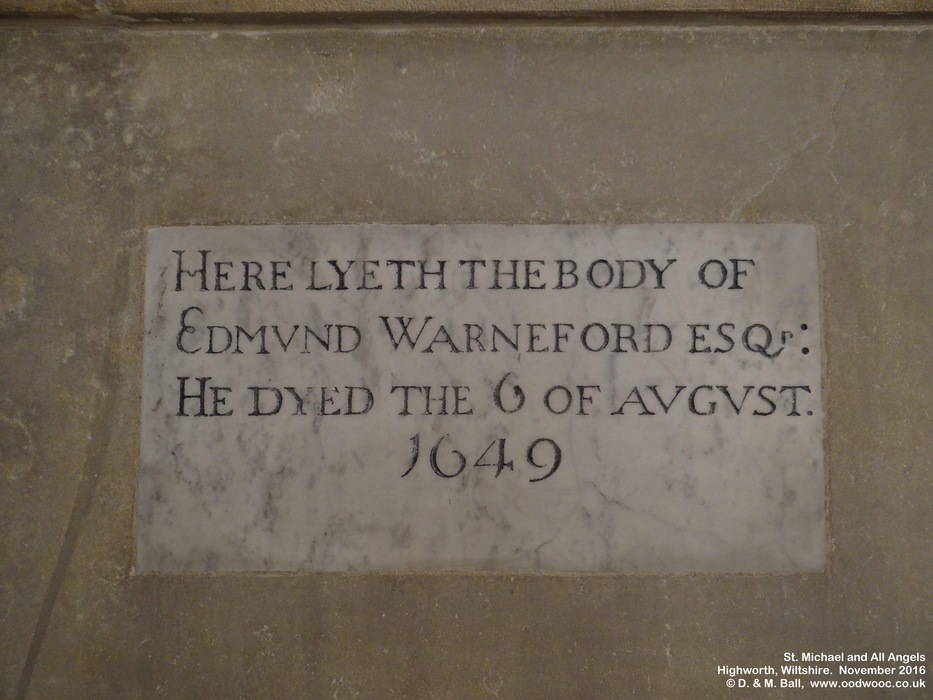 HERE LYETH THE BODY OF
EDMVND WARNEFORD ESQr:
HE DYED THE 6 OF AVGVST.
1649
St. Michael and All Angels
Highworth, Wiltshire. November 2016
© D. & M. Ball, www.oodwooc.co.uk